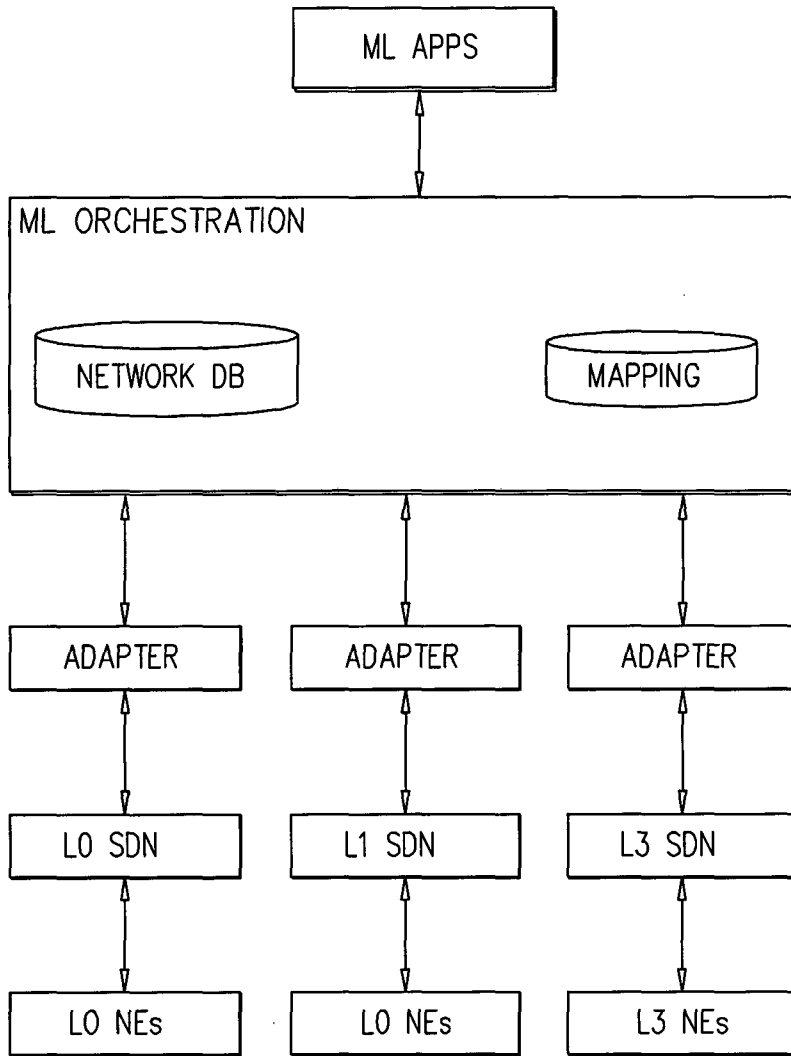 ML APPS
ML ORCHESTRATION
NETWORK DB
MAPPING
ADAPTER
ADAPTER
ADAPTER
L0 SDN
L1 SDN
L3 SDN
L0 NEs
L0 NEs
L3 NEs